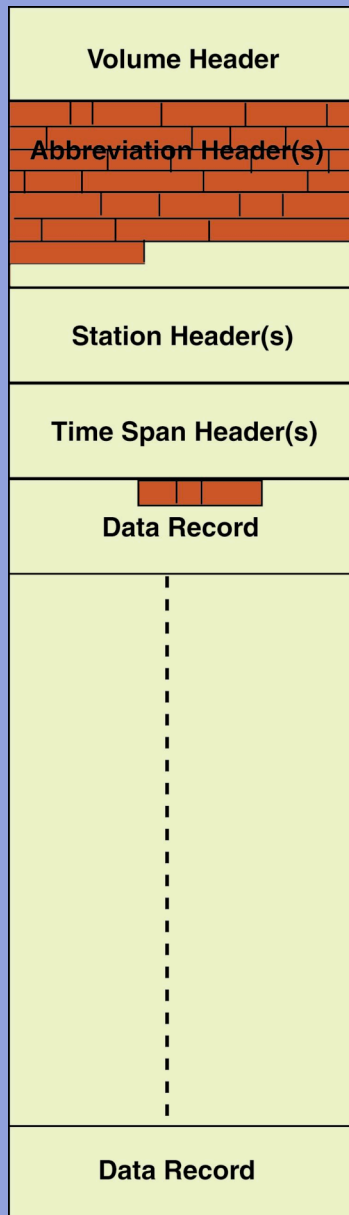 Volume Header
Abbreviation Header(s)
Station Header(s)
Time Span Header(s)
Data Record
Data Record